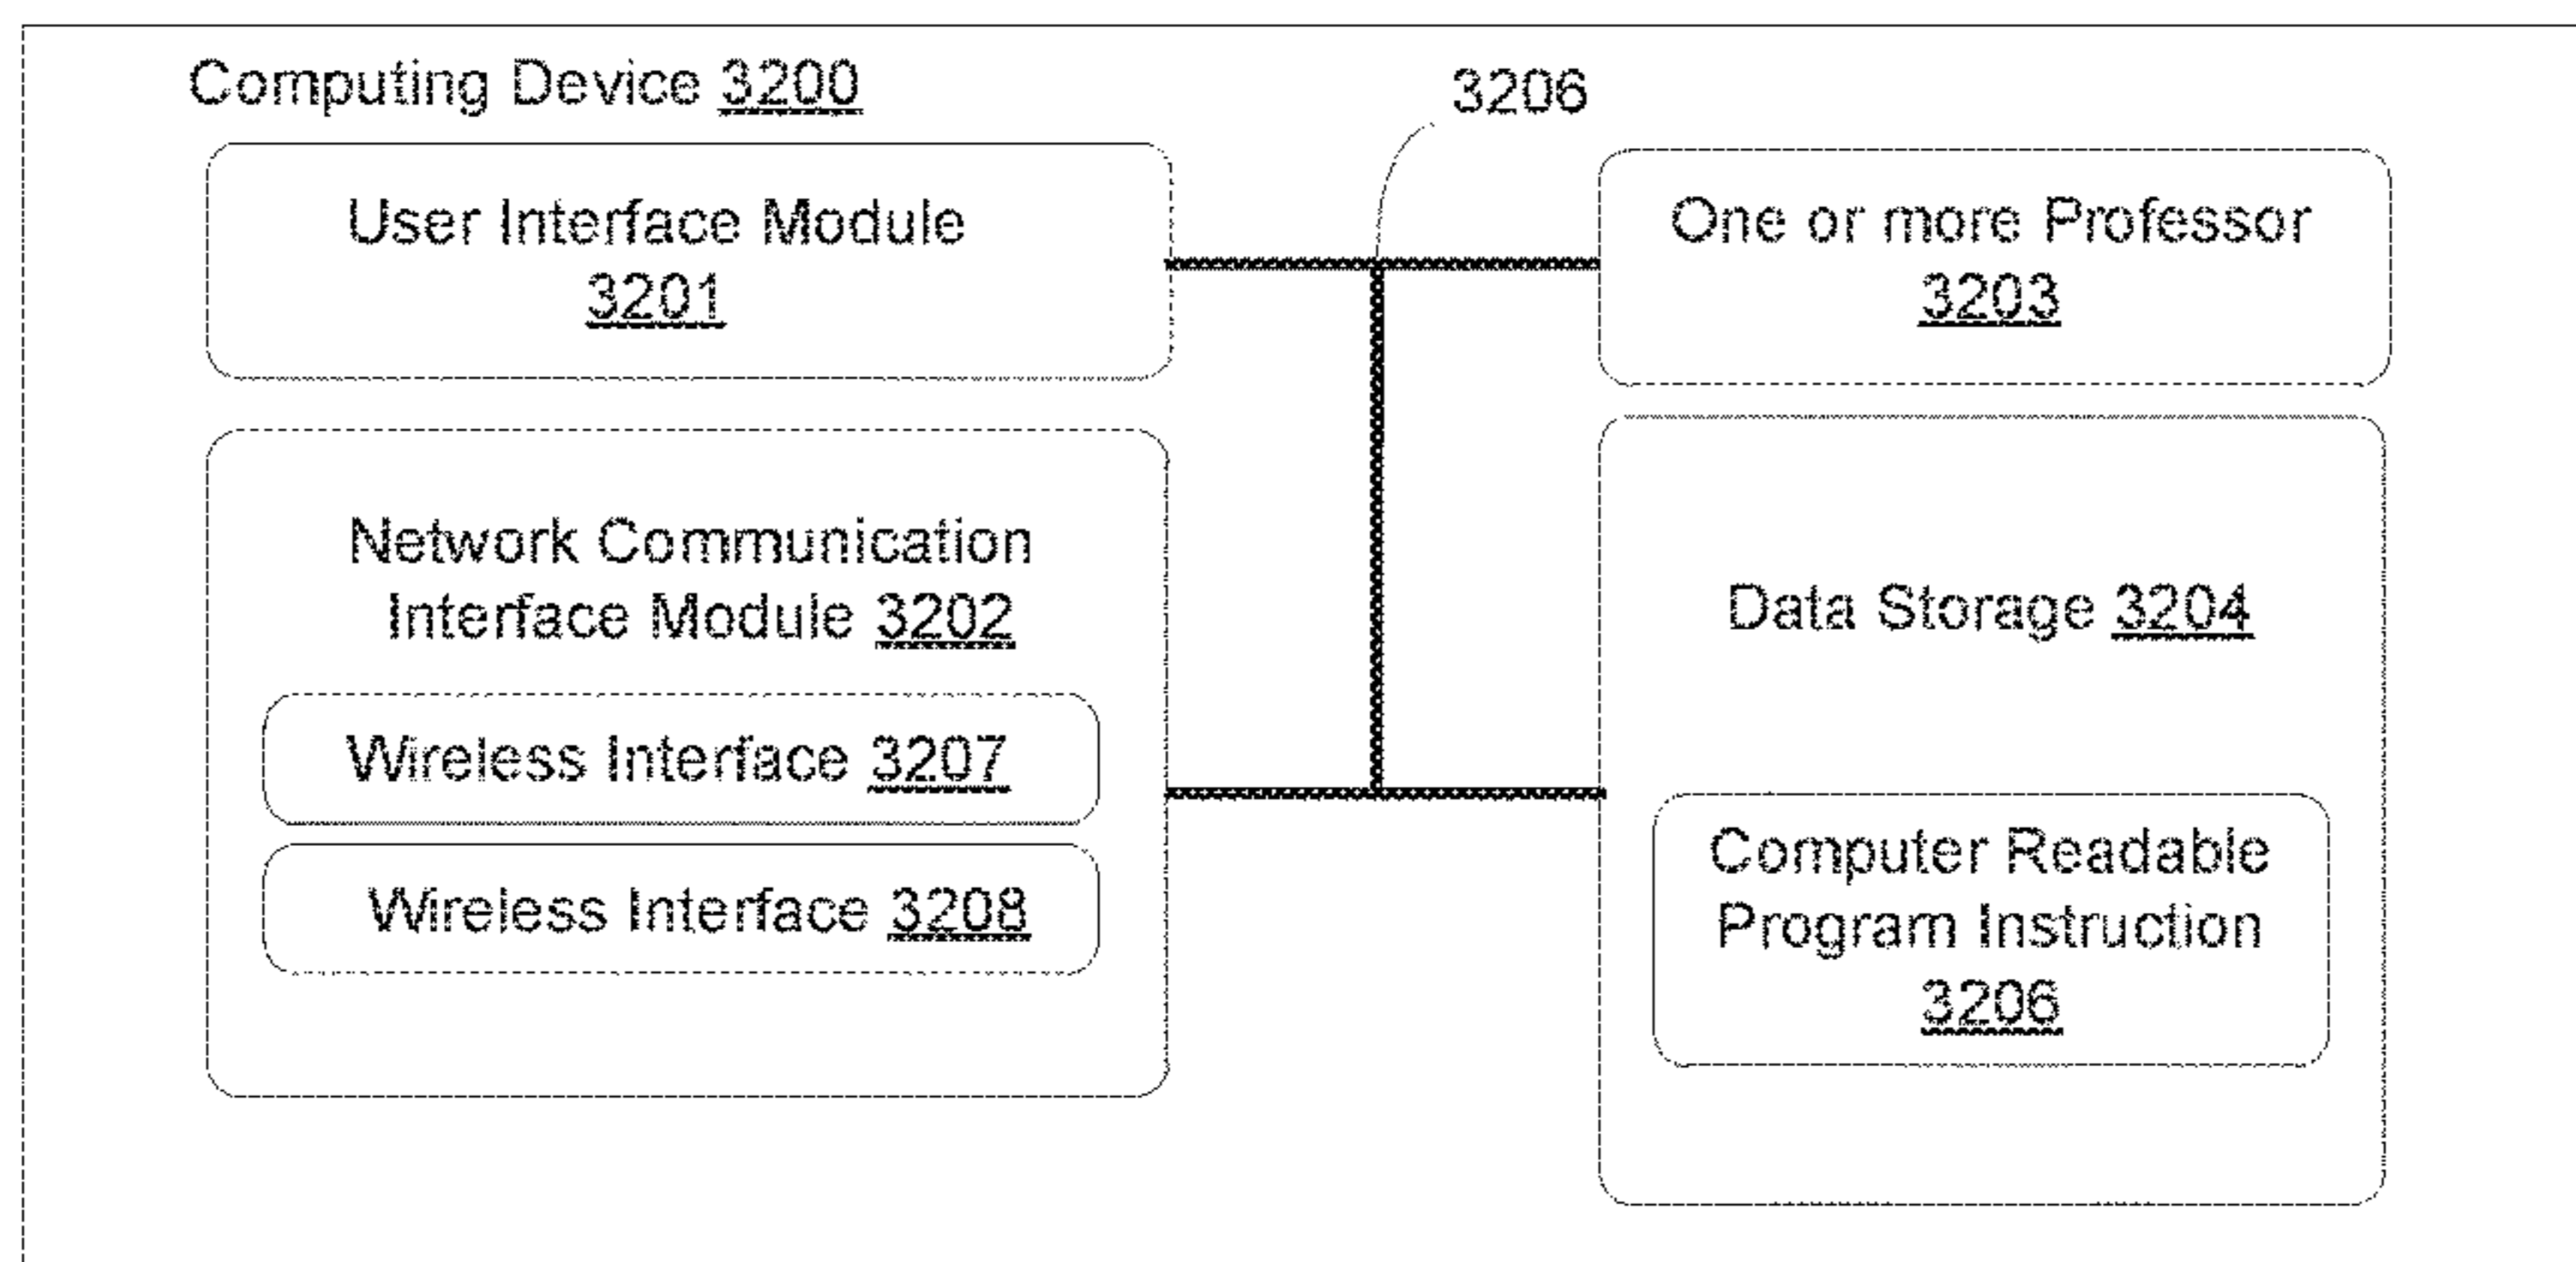 Computing Device 3200
3206
User Interface Module
3201
One or more Professor
3203
Network Communication
Interface Module 3202
Wireless Interface 3207
Wireless Interface 3208
Data Storage 3204
Computer Readable
Program Instruction
3206